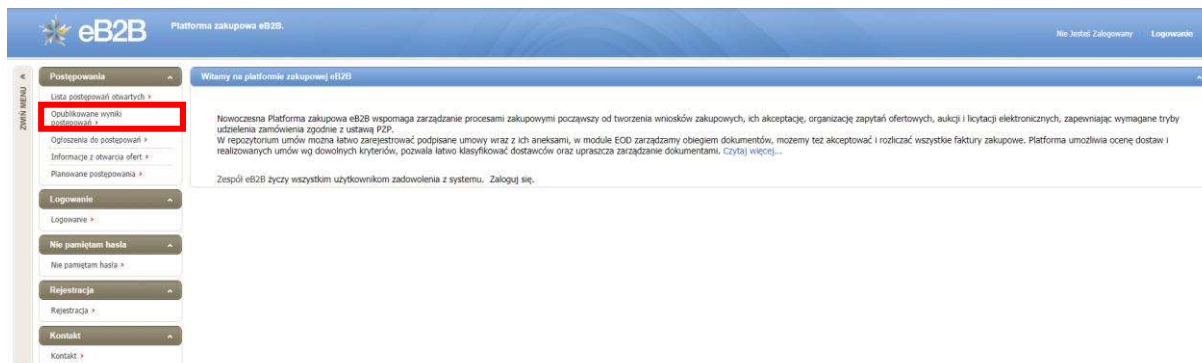 eB2B
Platforma zakupowa eB2B.
Nie Jesteś Zalogowany Logowanie
«
ZWIŃ MENU
Postępowania
Lista postępowań otwartych
Opublikowane wyniki
postępowań
Ogłoszenia do postępowań
Informacje z otwarcia ofert
Planowane postępowania
Logowanie
Logowanie
Nie pamiętam hasła
Nie pamiętam hasła
Rejestracja
Rejestracja
Kontakt
Kontakt
Witamy na platformie zakupowej eB2B
Nowoczesna Platforma zakupowa eB2B wspomaga zarządzanie procesami zakupowymi począwszy od tworzenia wniosków zakupowych, ich akceptację, organizację zapytań ofertowych, aukcji i licytacji elektronicznych, zapewniając wymagane tryby
udzielenia zamówienia zgodnie z ustawą PZP.
W repozytorium umów można łatwo zarejestrować podpisane umowy wraz z ich aneksami, w module EOD zarządzamy obiegiem dokumentów, możemy też akceptować i rozliczać wszystkie faktury zakupowe. Platforma umożliwia ocenę dostaw i
realizowanych umów wg dowolnych kryteriów, pozwala łatwo klasyfikować dostawców oraz upraszcza zarządzanie dokumentami. Czytaj więcej...
Zespół eB2B życzy wszystkim użytkownikom zadowolenia z systemu. Zaloguj się.